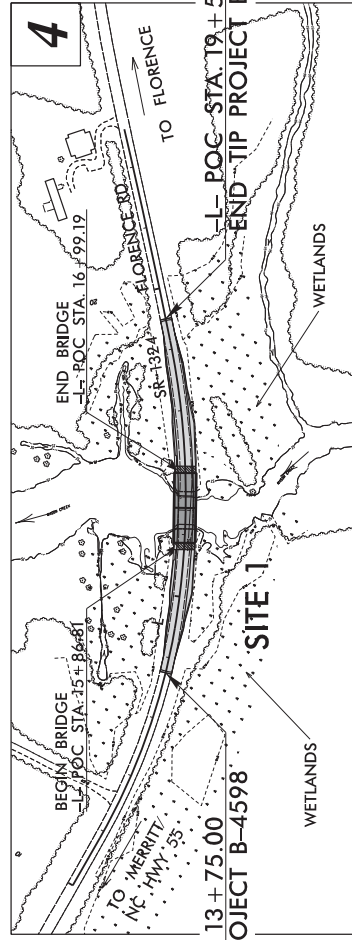 4
TO FLORENCE
FLORENCE RD.
SR-1324
END BRIDGE
-L- POC STA. 16+99.19
BEGIN BRIDGE
-L- POC STA. 15+86.81
TO MERRITT/
NC HWY 55
13+75.00
OJECT B-4598
SITE 1
WETLANDS
WETLANDS
-L- POC STA. 19+5
END TIP PROJECT